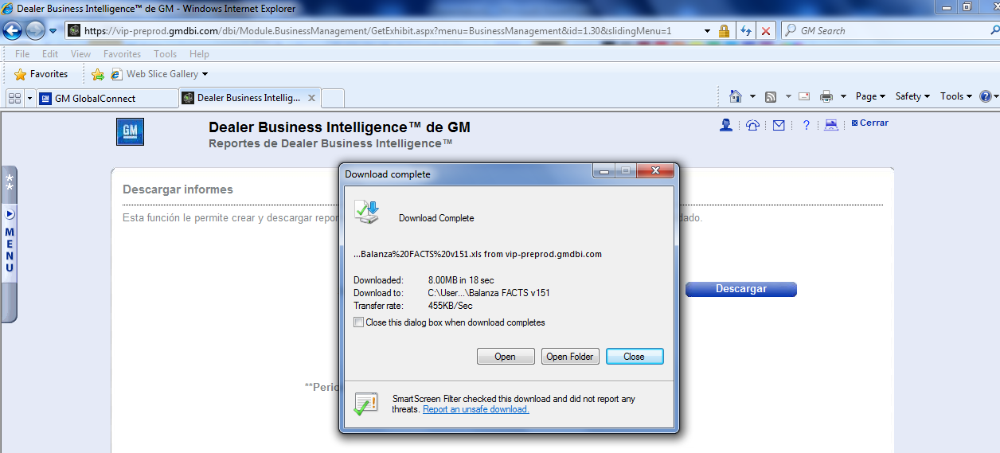 Dealer Business Intelligence™ de GM - Windows Internet Explorer
https://vip-preprod.gmdbi.com/dbi/Module.BusinessManagement/GetExhibit.aspx?menu=BusinessManagement&id=1.30&slidingMenu=1
GM Search
File Edit View Favorites Tools Help
Favorites Web Slice Gallery
GM GlobalConnect Dealer Business Intellig... Page Safety Tools
GM
Dealer Business Intelligence™ de GM
Reportes de Dealer Business Intelligence™
Cerrar
MENU
Descargar informes
Esta función le permite crear y descargar
dado.
Descargar
**Perio
Download complete
Download Complete
...Balanza%20FACTS%20v151.xls from vip-preprod.gmdbi.com
Downloaded: 8.00MB in 18 sec
Download to: C:\User...\Balanza FACTS v151
Transfer rate: 455KB/Sec
Close this dialog box when download completes
Open Open Folder Close
SmartScreen Filter checked this download and did not report any
threats. Report an unsafe download.